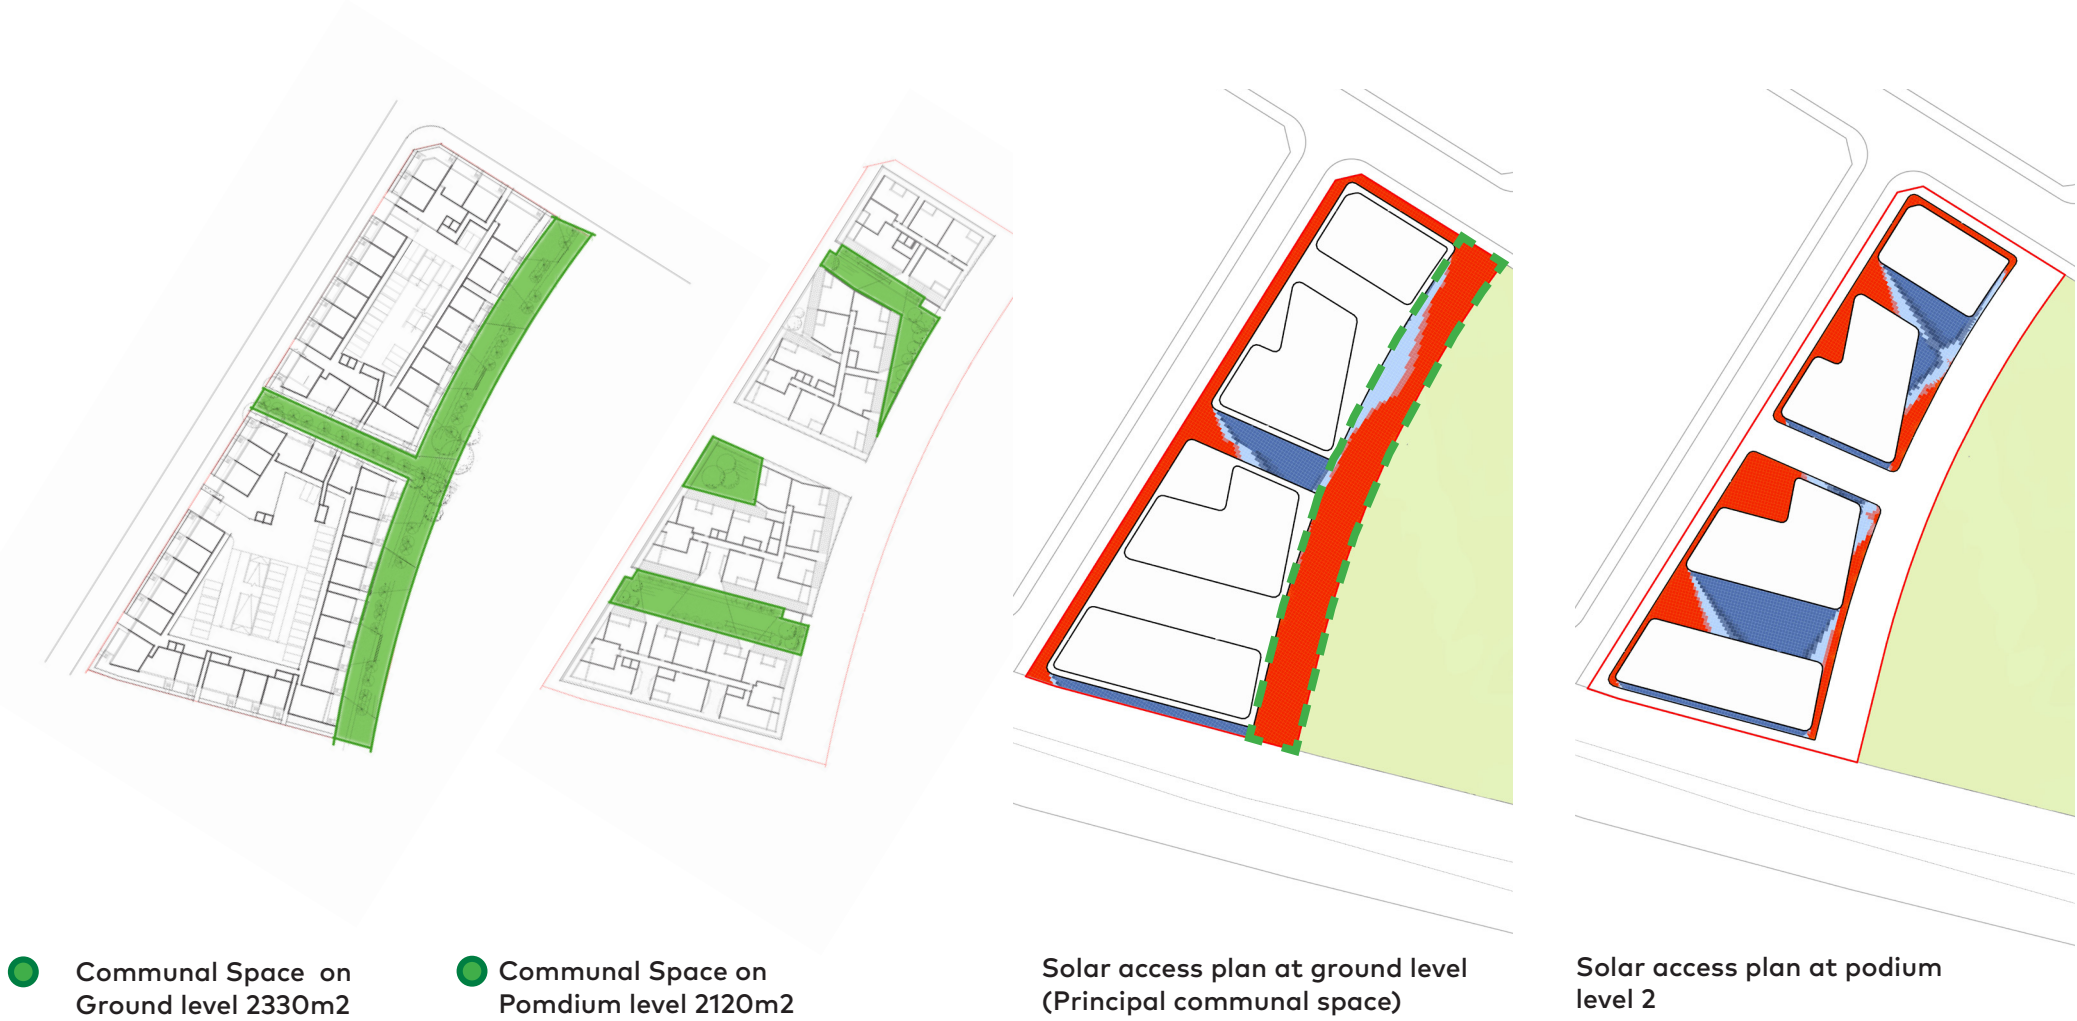 Communal Space on
Ground level 2330m2
Communal Space on
Pomdium level 2120m2
Solar access plan at ground level
(Principal communal space)
Solar access plan at podium
level 2